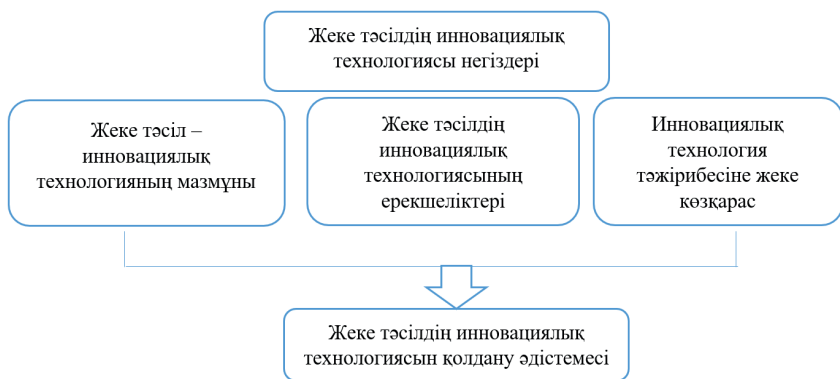 Жеке тәсілдің инновациялық
технологиясы негіздері
Жеке тәсіл –
инновациялық
технологияның мазмұны
Жеке тәсілдің
инновациялық
технологиясының
ерекшеліктері
Инновациялық
технология
тәжірибесіне жеке
көзқарас
Жеке тәсілдің инновациялық
технологиясын қолдану әдістемесі